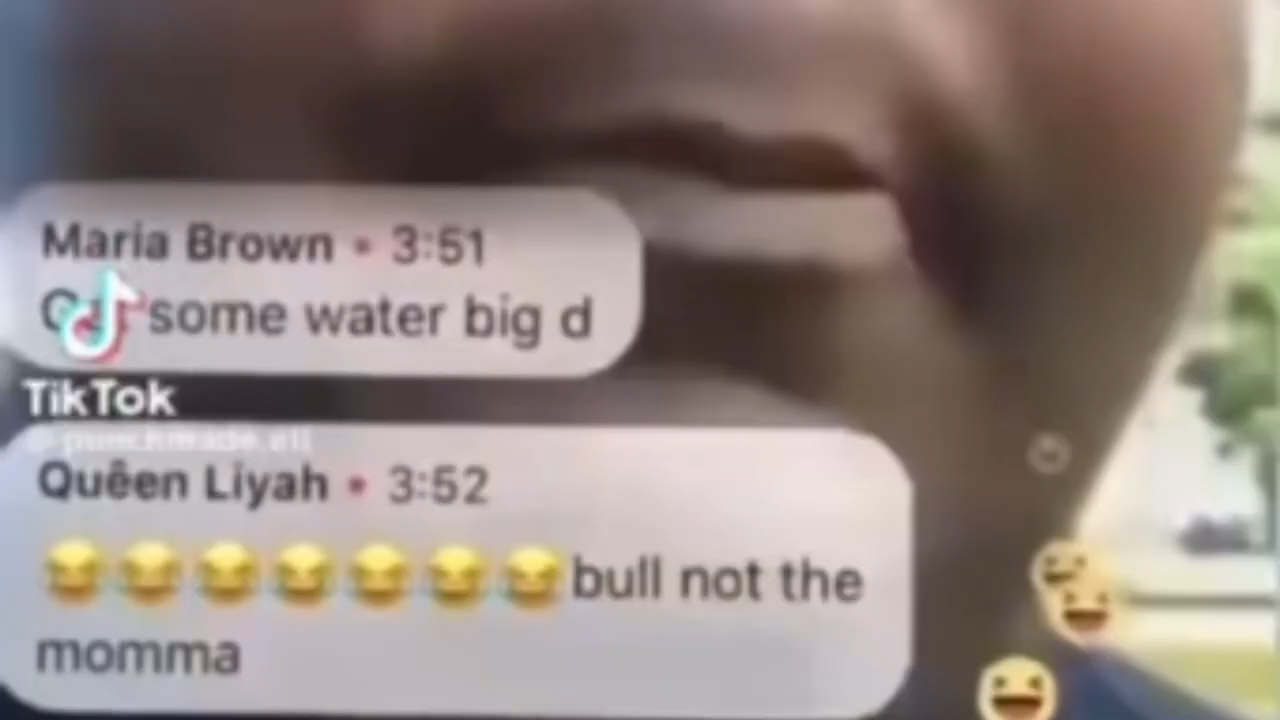 Maria Brown • 3:51
some water big d
TikTok
Quêen Liyah • 3:52
😆😆😆😆😆😆😆bull not the
momma